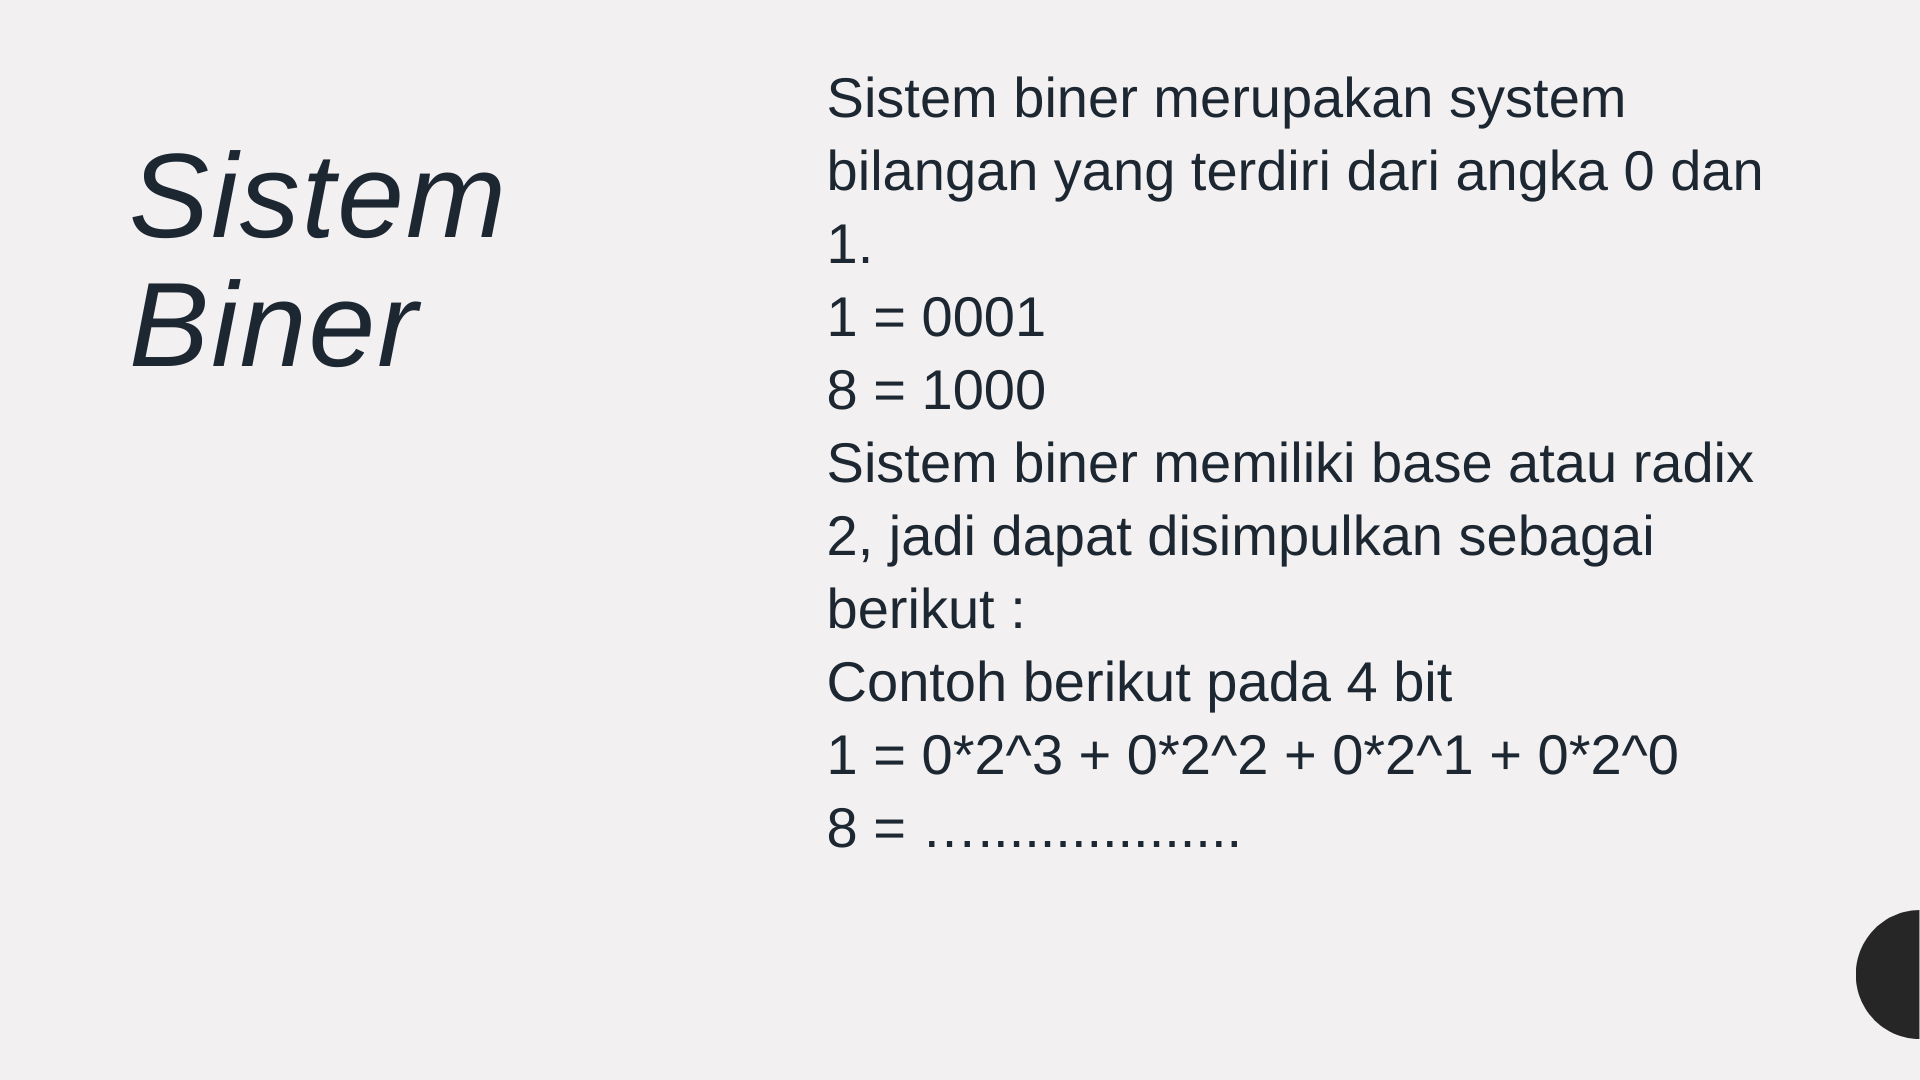 Sistem
Biner
Sistem biner merupakan system
bilangan yang terdiri dari angka 0 dan
1.
1 = 0001
8 = 1000
Sistem biner memiliki base atau radix
2, jadi dapat disimpulkan sebagai
berikut :
Contoh berikut pada 4 bit
1 = 0*2^3 + 0*2^2 + 0*2^1 + 0*2^0
8 = ….................